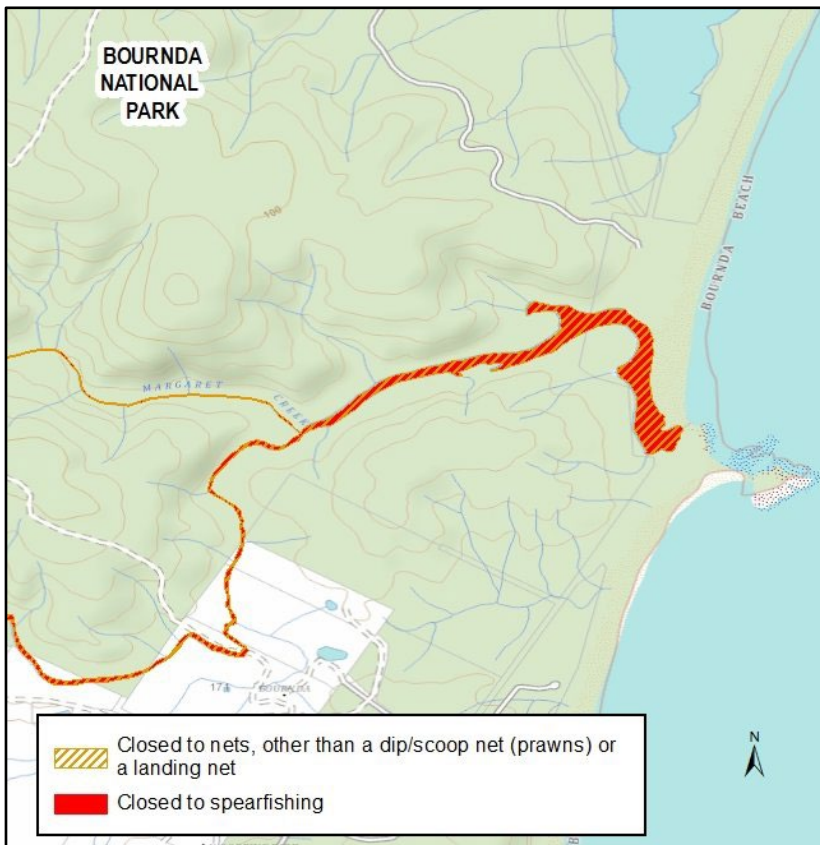 BOURNDA
NATIONAL
PARK
100
BOURNDA BEACH
MARGARET CREEK
171
BOURNDA
Closed to nets, other than a dip/scoop net (prawns) or
a landing net
Closed to spearfishing
N